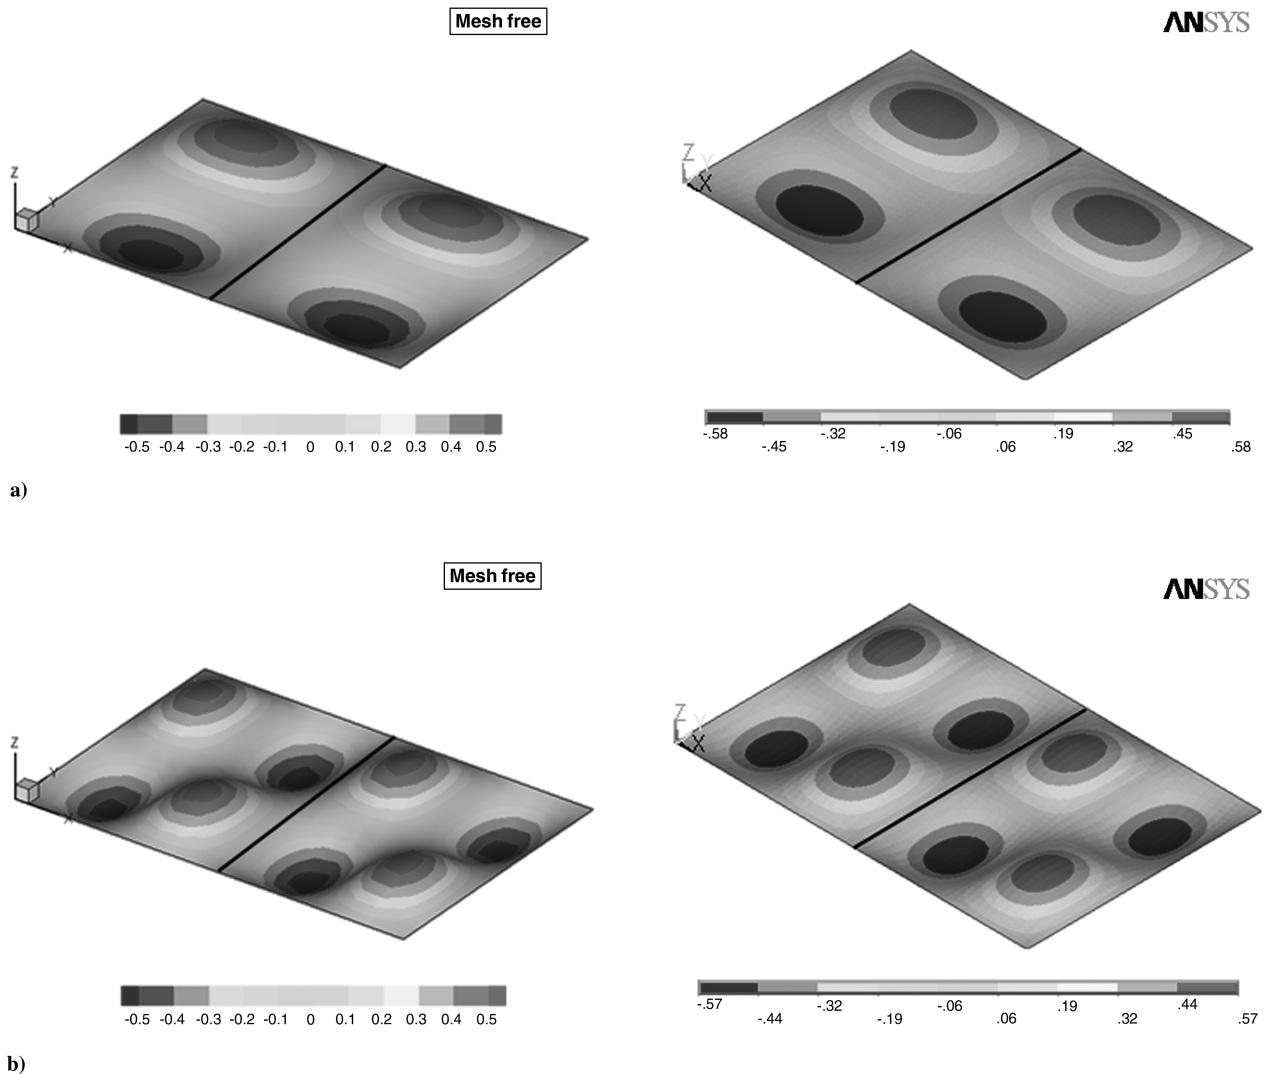 Mesh free
ANSYS
Z
Y
X
Z
Y
X
-0.5 -0.4 -0.3 -0.2 -0.1 0 0.1 0.2 0.3 0.4 0.5
-.58 -.32 -.06 .19 .45
-.45 -.19 .06 .32 .58
a)
Mesh free
ANSYS
Z
Y
X
Z
Y
X
-0.5 -0.4 -0.3 -0.2 -0.1 0 0.1 0.2 0.3 0.4 0.5
-.57 -.32 -.06 .19 .44
-.44 -.19 .06 .32 .57
b)